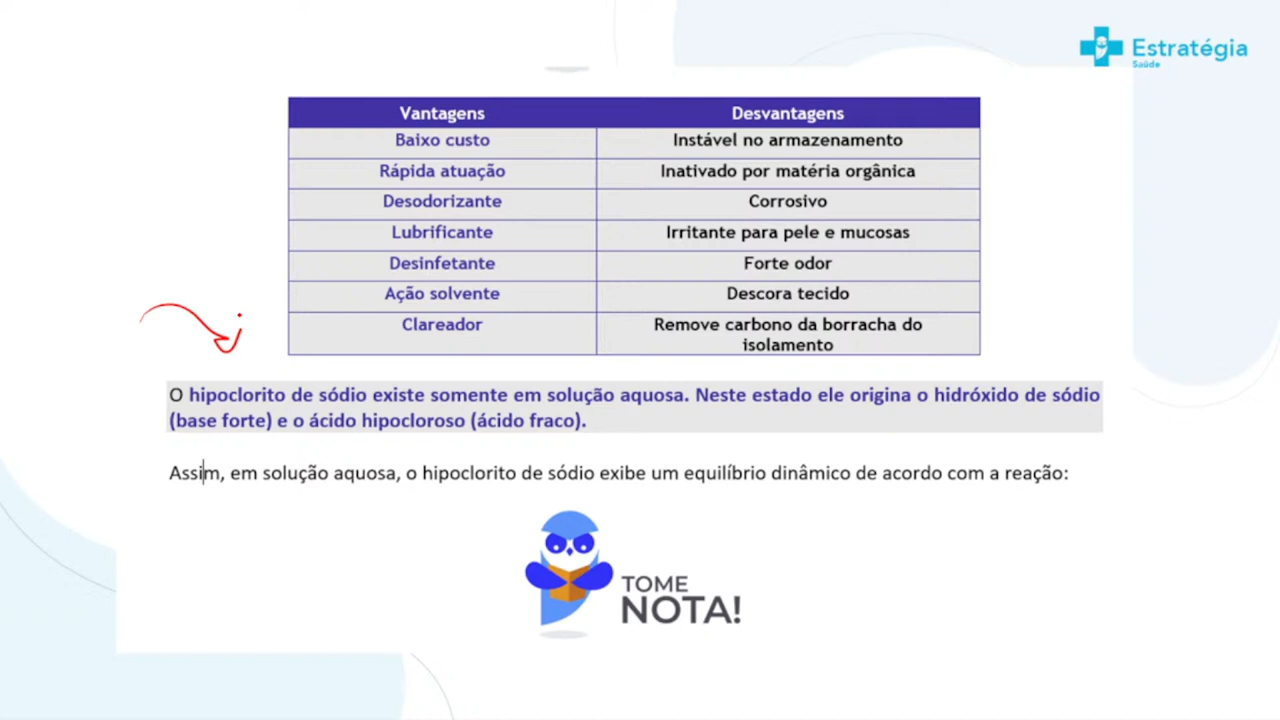 Estratégia
Saúde
Vantagens Desvantagens
Baixo custo Instável no armazenamento
Rápida atuação Inativado por matéria orgânica
Desodorizante Corrosivo
Lubrificante Irritante para pele e mucosas
Desinfetante Forte odor
Ação solvente Descora tecido
Clareador Remove carbono da borracha do
isolamento
O hipoclorito de sódio existe somente em solução aquosa. Neste estado ele origina o hidróxido de sódio
(base forte) e o ácido hipocloroso (ácido fraco).
Assim, em solução aquosa, o hipoclorito de sódio exibe um equilíbrio dinâmico de acordo com a reação:
TOME
NOTA!